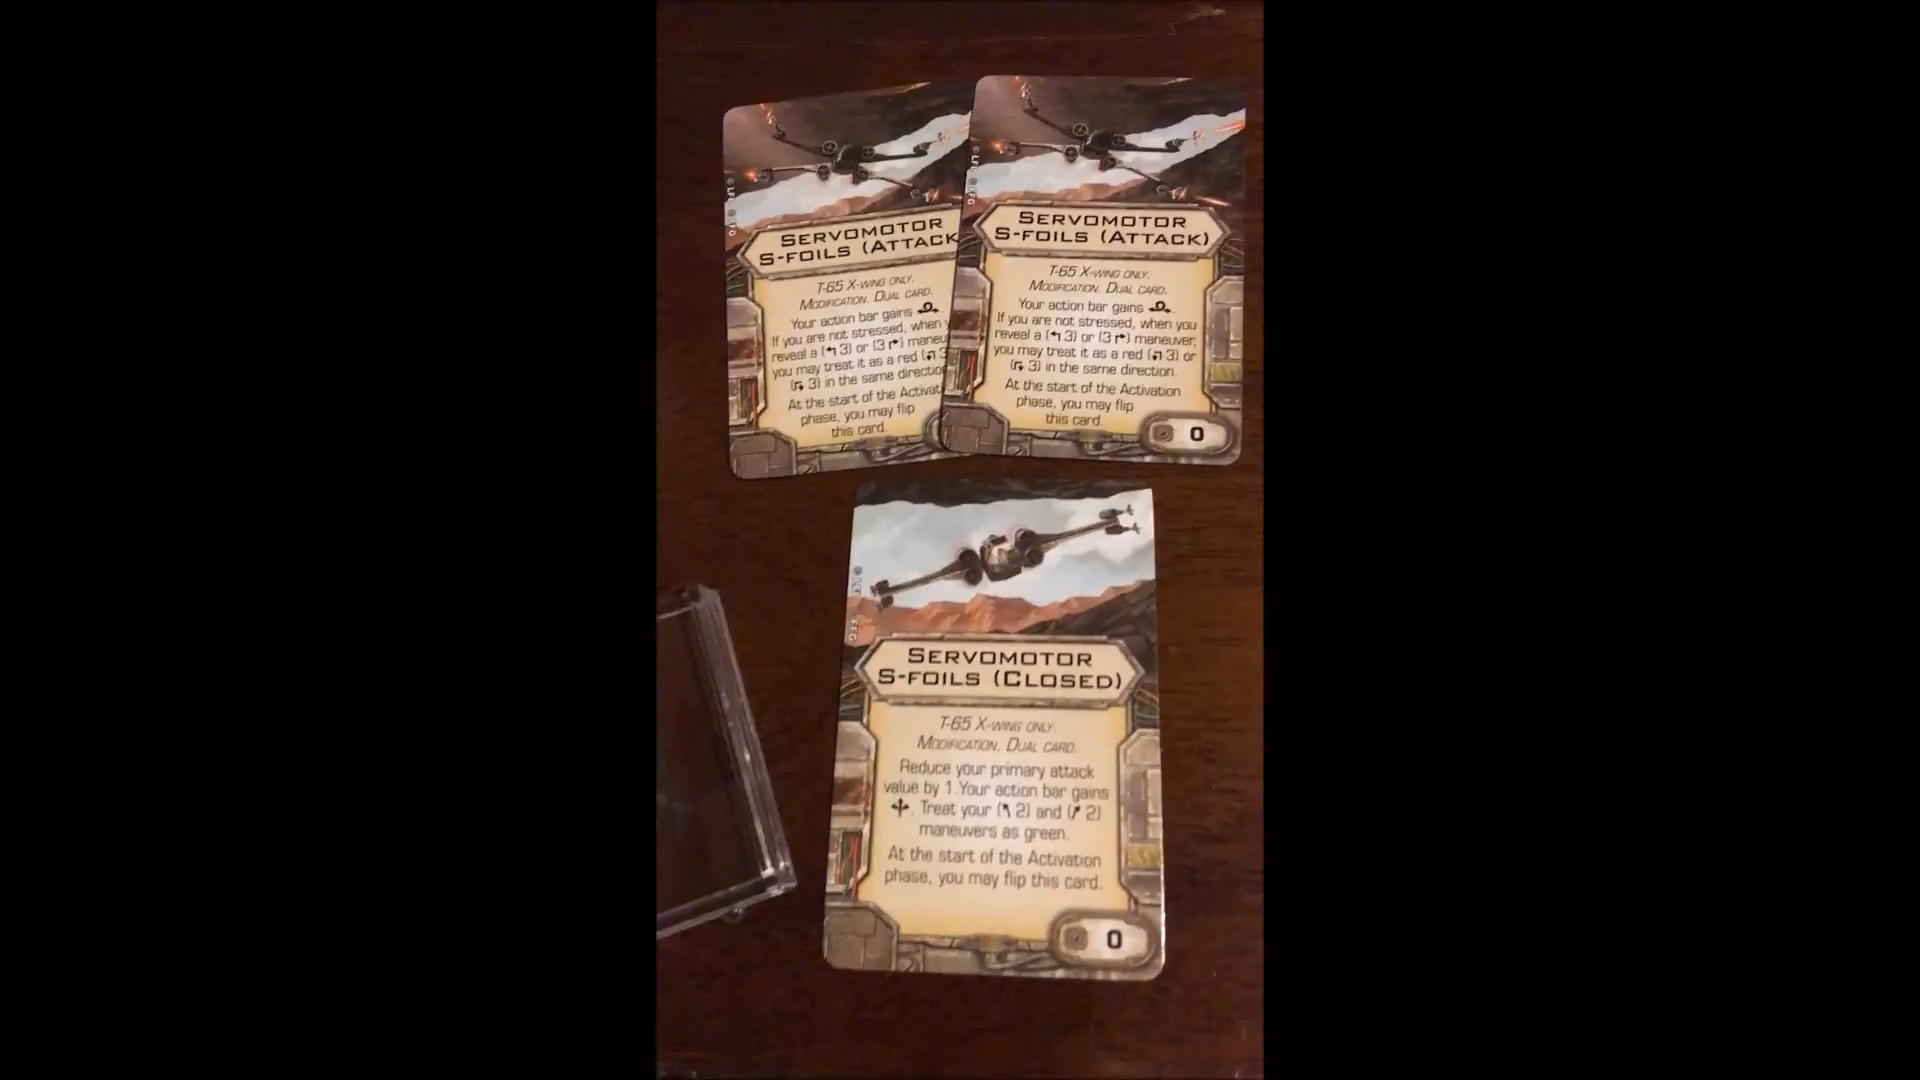 SERVOMOTOR
S-FOILS (ATTACK
T-65 X-WING ONLY.
MODIFICATION. DUAL CARD.
Your action bar gains
If you are not stressed, when
reveal a (↰ 3) or (3 ↱)
you may treat it as a red (
( 3) in the same
At the start of the
phase, you may flip
this card.
SERVOMOTOR
S-FOILS (ATTACK)
T-65 X-WING ONLY.
MODIFICATION. DUAL CARD.
Your action bar gains .
If you are not stressed, when you
reveal a (↰ 3) or (3 ↱) maneuver,
you may treat it as a red ( 3) or
( 3) in the same direction.
At the start of the Activation
phase, you may flip
this card.
0
FFG
SERVOMOTOR
S-FOILS (CLOSED)
T-65 X-WING ONLY.
MODIFICATION. DUAL CARD.
Reduce your primary attack
value by 1. Your action bar gains
. Treat your (↖ 2) and (↗ 2)
maneuvers as green.
At the start of the Activation
phase, you may flip this card.
0